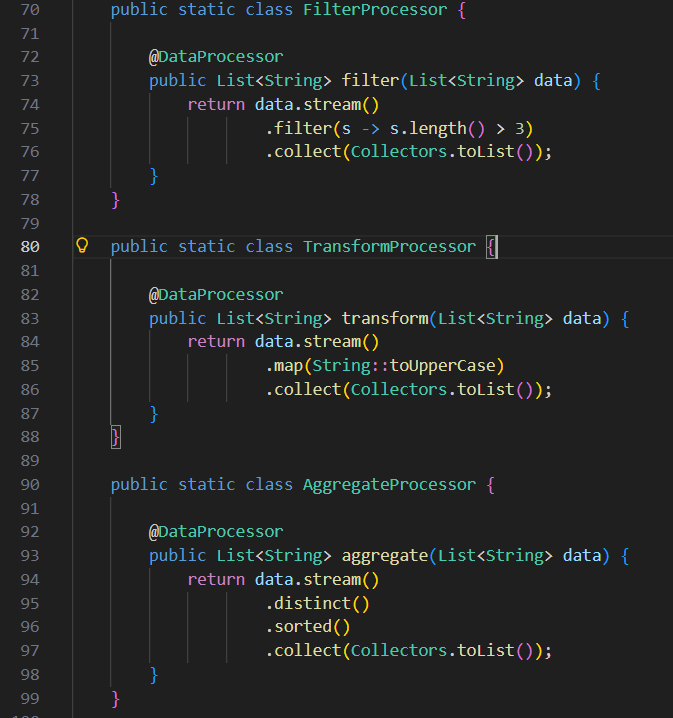 70 public static class FilterProcessor {
71
72 @DataProcessor
73 public List<String> filter(List<String> data) {
74 return data.stream()
75 .filter(s -> s.length() > 3)
76 .collect(Collectors.toList());
77 }
78 }
79
80 public static class TransformProcessor {
81
82 @DataProcessor
83 public List<String> transform(List<String> data) {
84 return data.stream()
85 .map(String::toUpperCase)
86 .collect(Collectors.toList());
87 }
88 }
89
90 public static class AggregateProcessor {
91
92 @DataProcessor
93 public List<String> aggregate(List<String> data) {
94 return data.stream()
95 .distinct()
96 .sorted()
97 .collect(Collectors.toList());
98 }
99 }